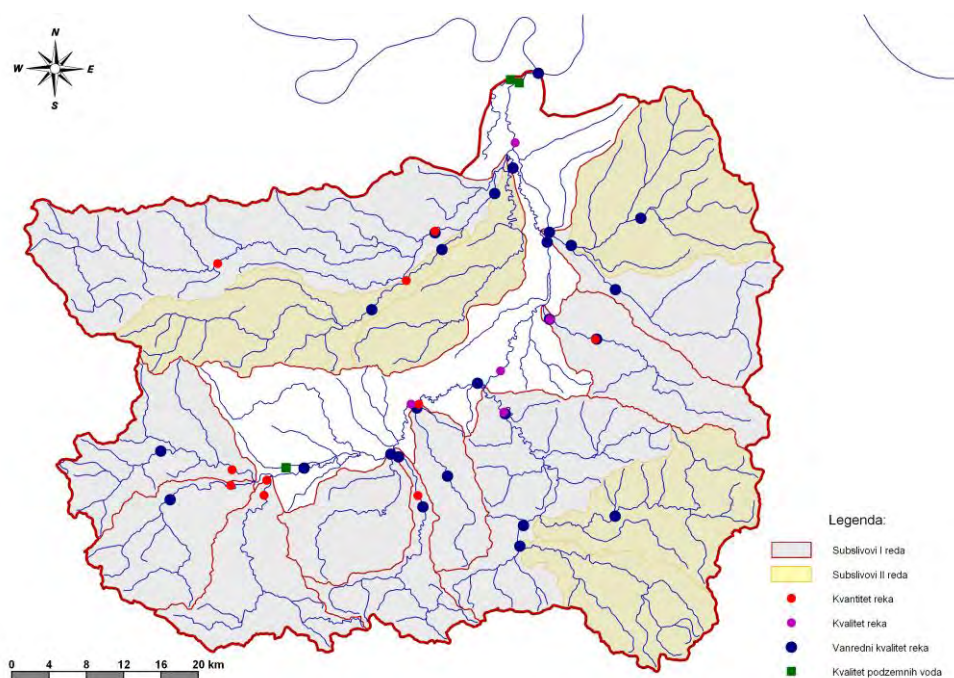 N
W E
S
Legenda:
Subslivovi I reda
Subslivovi II reda
Kvantitet reka
Kvalitet reka
Vanredni kvalitet reka
Kvalitet podzemnih voda
0 4 8 12 16 20 km